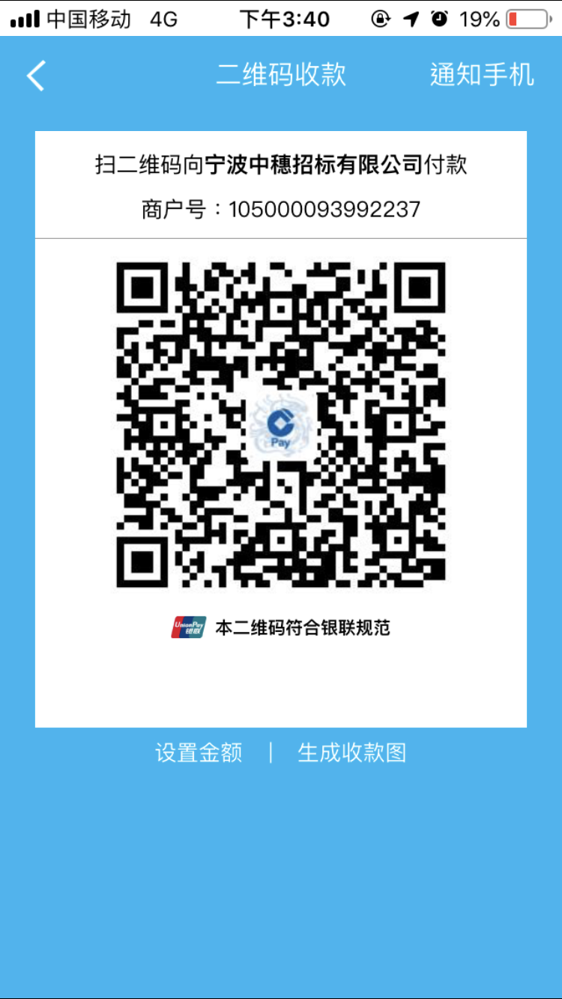 中国移动 4G 下午3:40 19%
二维码收款 通知手机
扫二维码向宁波中穗招标有限公司付款
商户号：105000093992237
Pay
UnionPay
银联
本二维码符合银联规范
设置金额 | 生成收款图